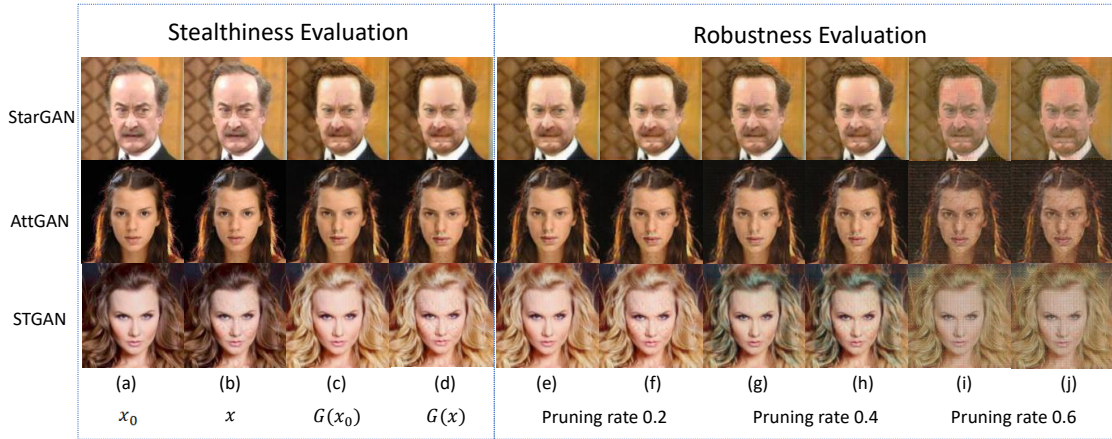 Stealthiness Evaluation
Robustness Evaluation
StarGAN
AttGAN
STGAN
(a) (b) (c) (d) (e) (f) (g) (h) (i) (j)
x₀ x G(x₀) G(x) Pruning rate 0.2 Pruning rate 0.4 Pruning rate 0.6